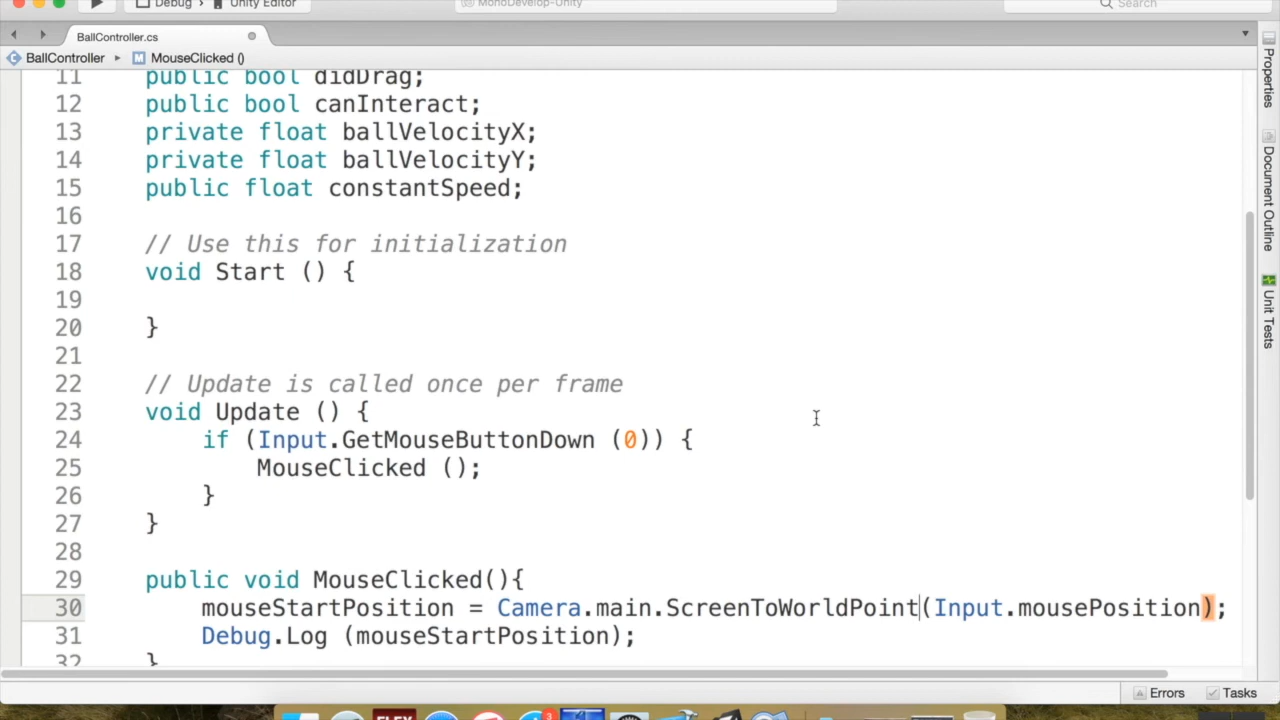 Debug
Unity Editor
MonoDevelop-Unity
Search
BallController.cs
BallController
M
MouseClicked ()
11 public bool didDrag;
12 public bool canInteract;
13 private float ballVelocityX;
14 private float ballVelocityY;
15 public float constantSpeed;
16
17 // Use this for initialization
18 void Start () {
19
20 }
21
22 // Update is called once per frame
23 void Update () {
24 if (Input.GetMouseButtonDown (0)) {
25 MouseClicked ();
26 }
27 }
28
29 public void MouseClicked(){
30 mouseStartPosition = Camera.main.ScreenToWorldPoint(Input.mousePosition);
31 Debug.Log (mouseStartPosition);
32 }
Properties
Document Outline
Unit Tests
Errors
Tasks
FLEX
3